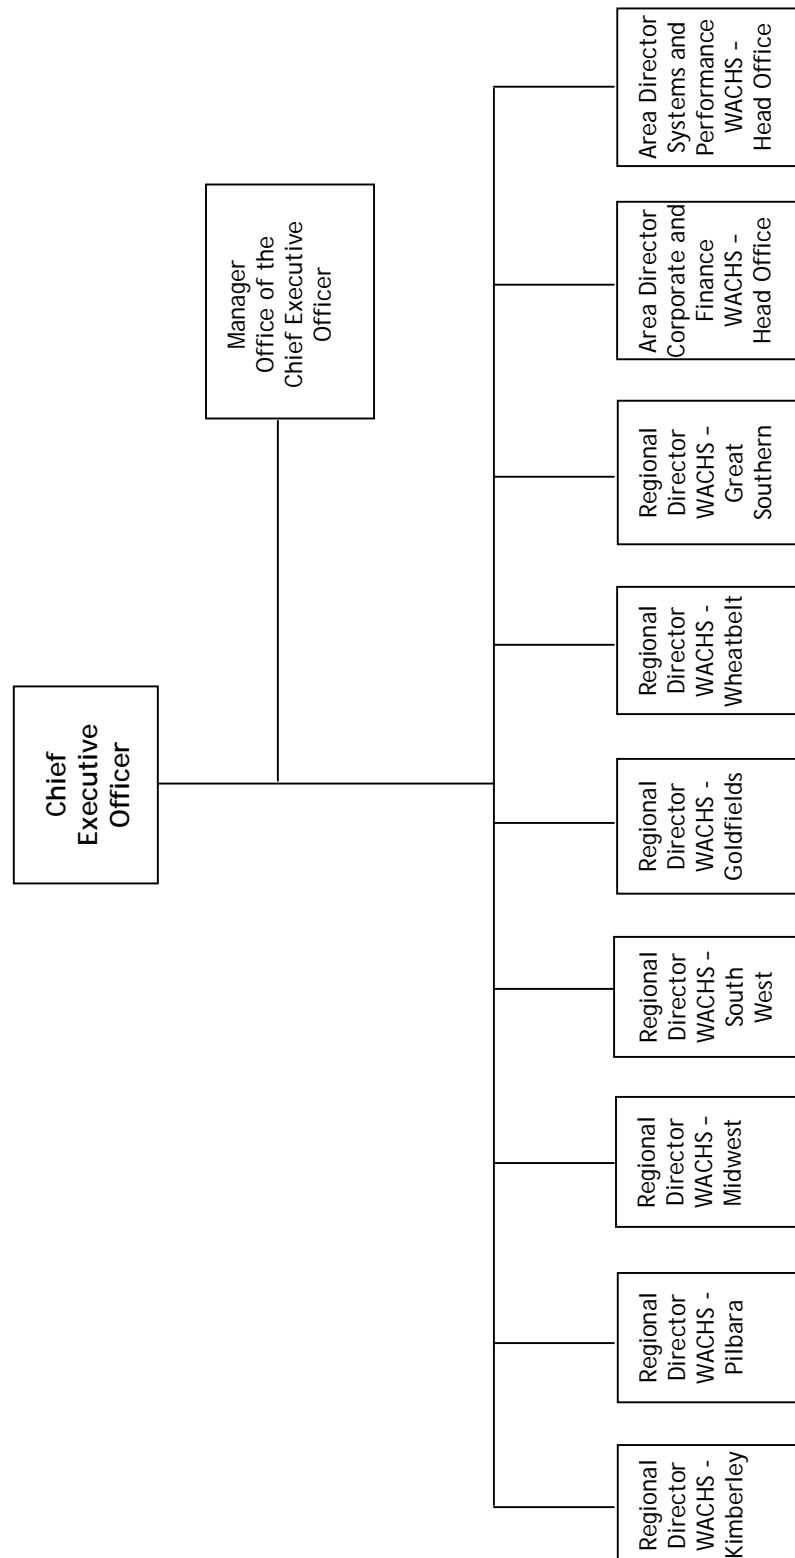 Chief
Executive
Officer
Manager
Office of the
Chief Executive
Officer
Regional
Director
WACHS -
Kimberley
Regional
Director
WACHS -
Pilbara
Regional
Director
WACHS –
Midwest
Regional
Director
WACHS –
South
West
Regional
Director
WACHS –
Goldfields
Regional
Director
WACHS -
Wheatbelt
Regional
Director
WACHS –
Great
Southern
Area Director
Corporate and
Finance
WACHS –
Head Office
Area Director
Systems and
Performance
WACHS –
Head Office